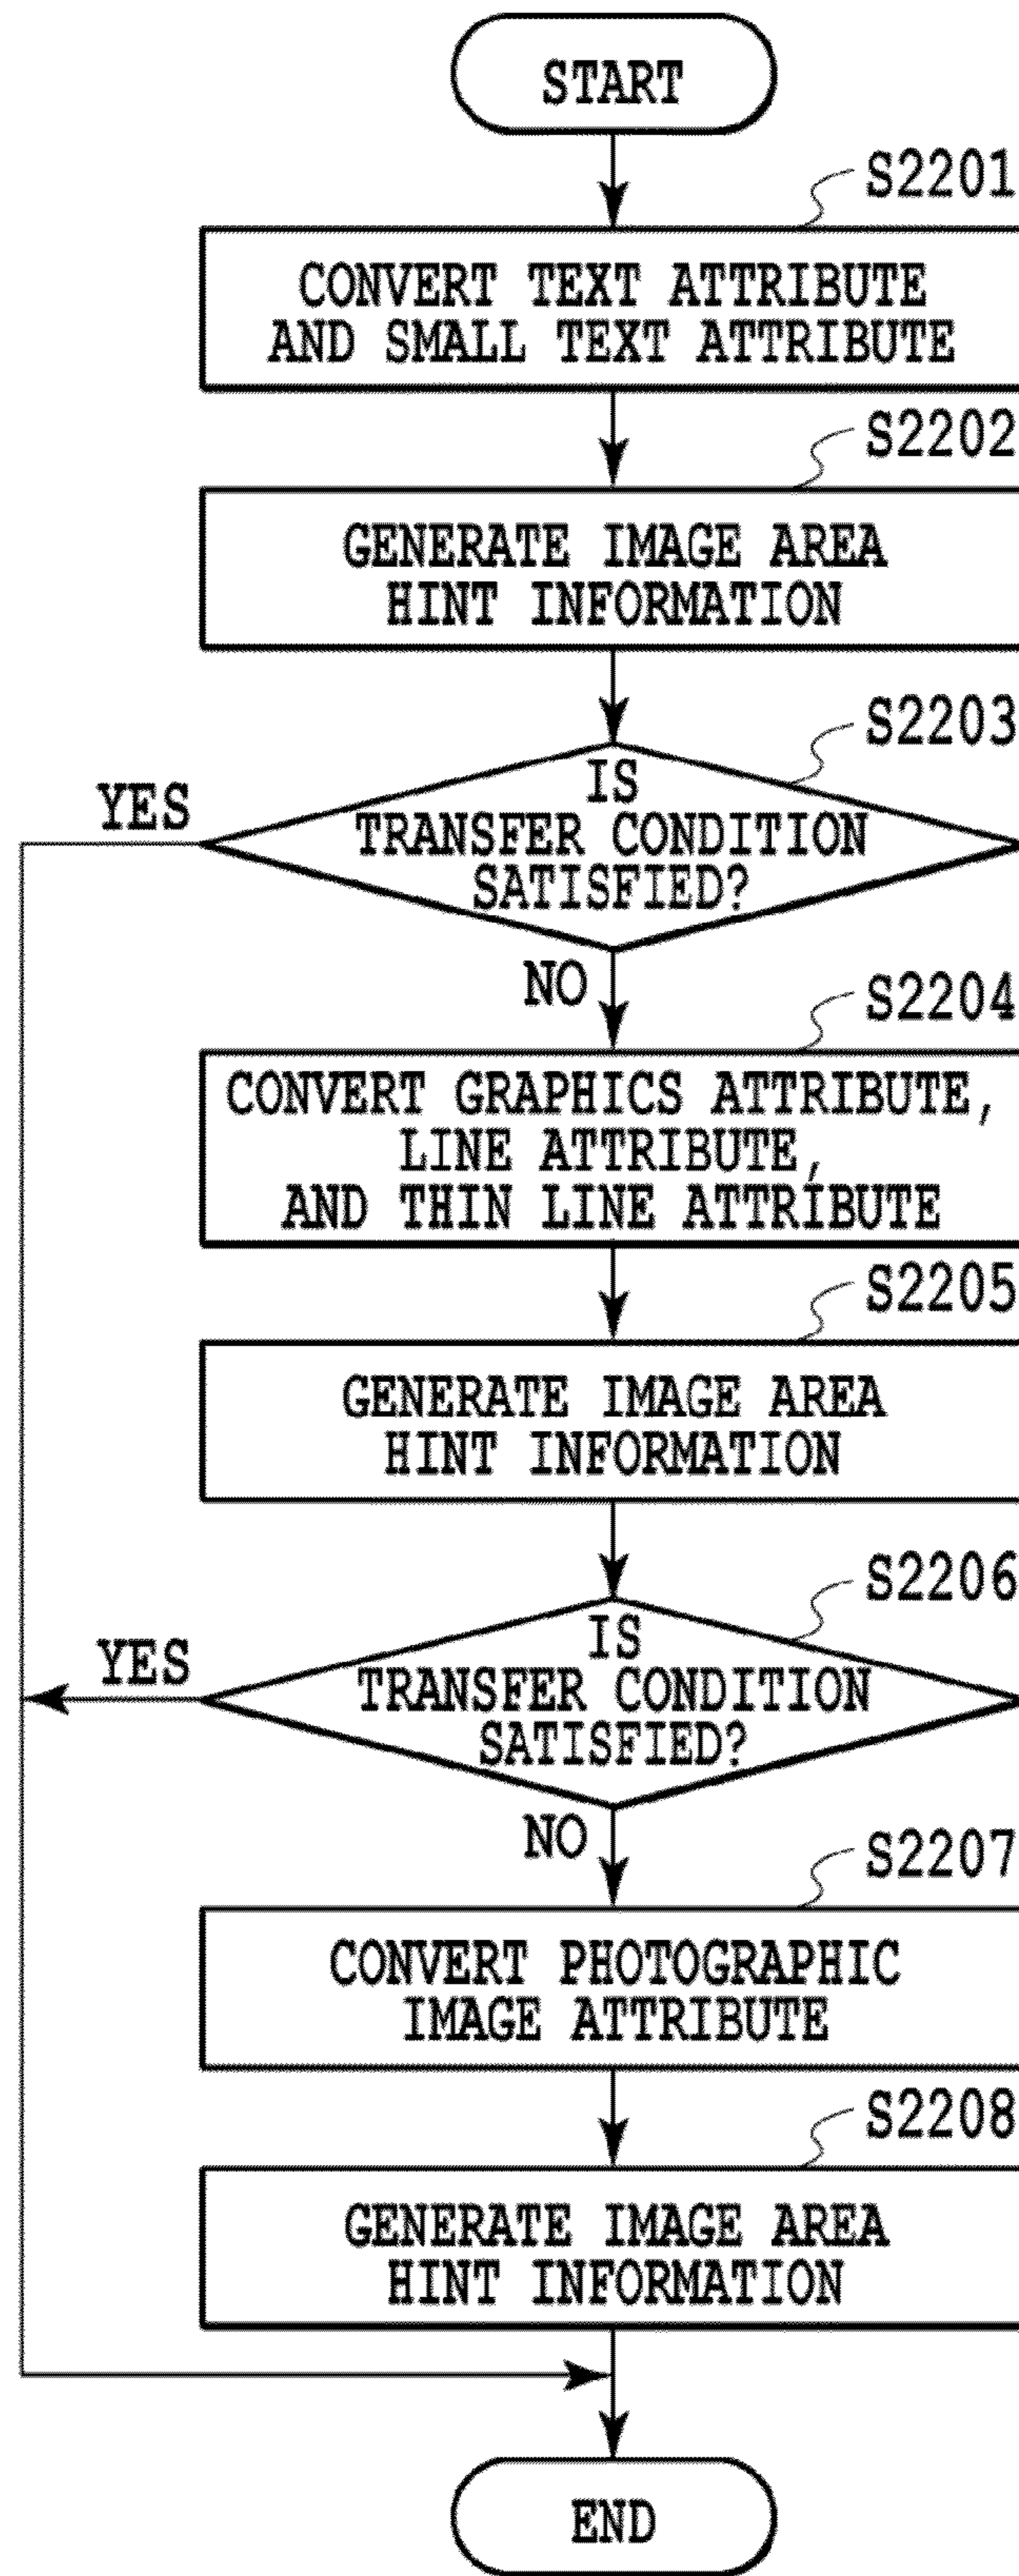 START
S2201
CONVERT TEXT ATTRIBUTE
AND SMALL TEXT ATTRIBUTE
S2202
GENERATE IMAGE AREA
HINT INFORMATION
S2203
IS
YES
TRANSFER CONDITION
SATISFIED?
NO
S2204
CONVERT GRAPHICS ATTRIBUTE,
LINE ATTRIBUTE,
AND THIN LINE ATTRIBUTE
S2205
GENERATE IMAGE AREA
HINT INFORMATION
S2206
IS
YES
TRANSFER CONDITION
SATISFIED?
NO
S2207
CONVERT PHOTOGRAPHIC
IMAGE ATTRIBUTE
S2208
GENERATE IMAGE AREA
HINT INFORMATION
END